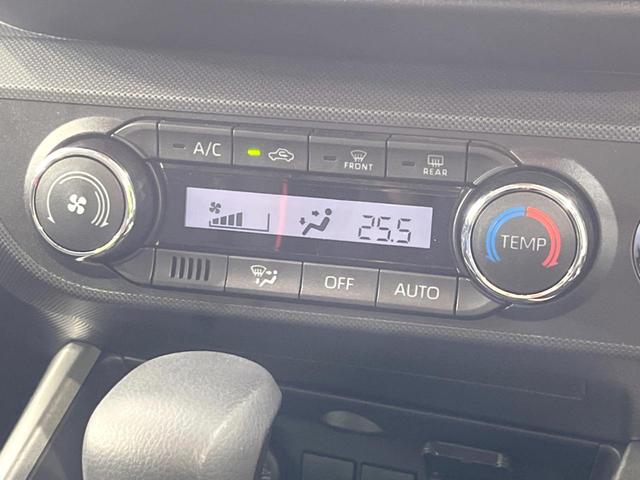 A/C
FRONT
REAR
25.5
TEMP
OFF
AUTO